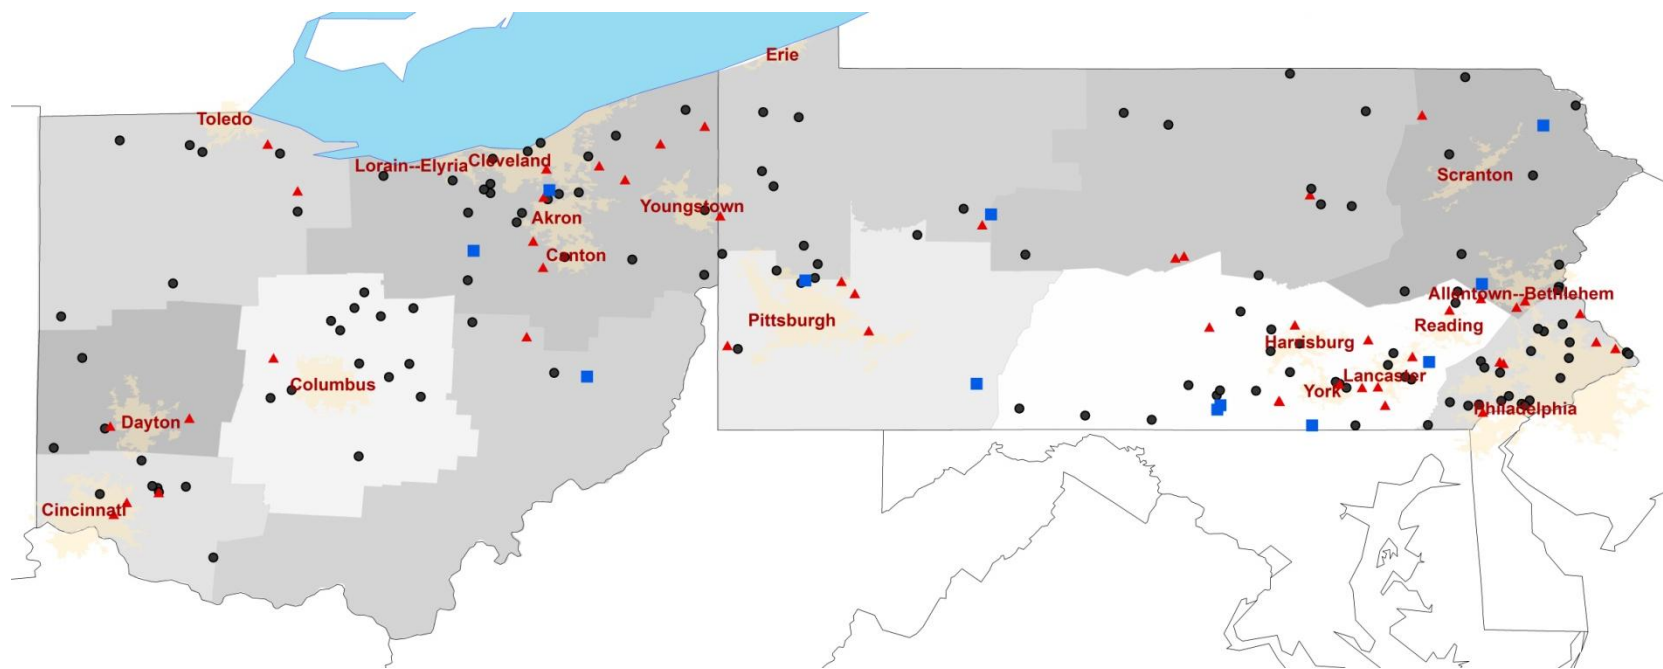 Erie
Toledo
Lorain--Elyria
Cleveland
Scranton
Youngstown
Akron
Canton
Allentown--Bethlehem
Pittsburgh
Reading
Harrisburg
Columbus
Lancaster
York
Dayton
Philadelphia
Cincinnati